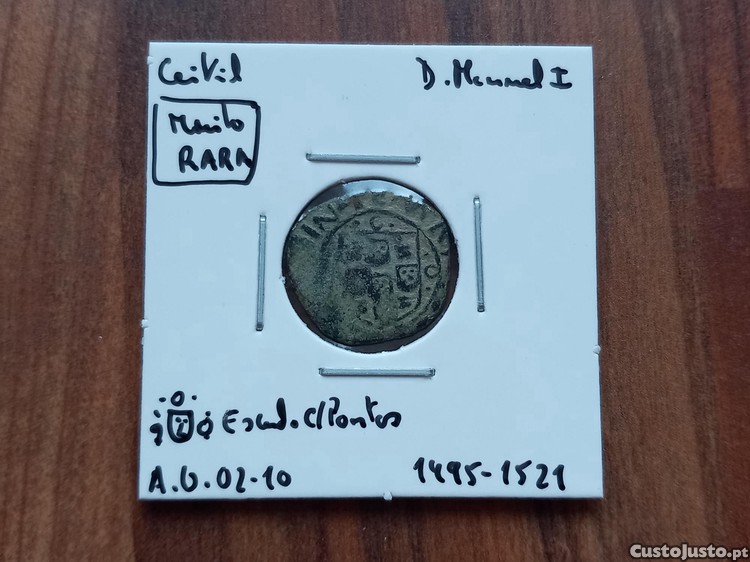 Ceitil
D. Manuel I
Muito
RARA
Escud. c/Pontos
A.G. 02-10
1495-1521
CustoJusto.pt